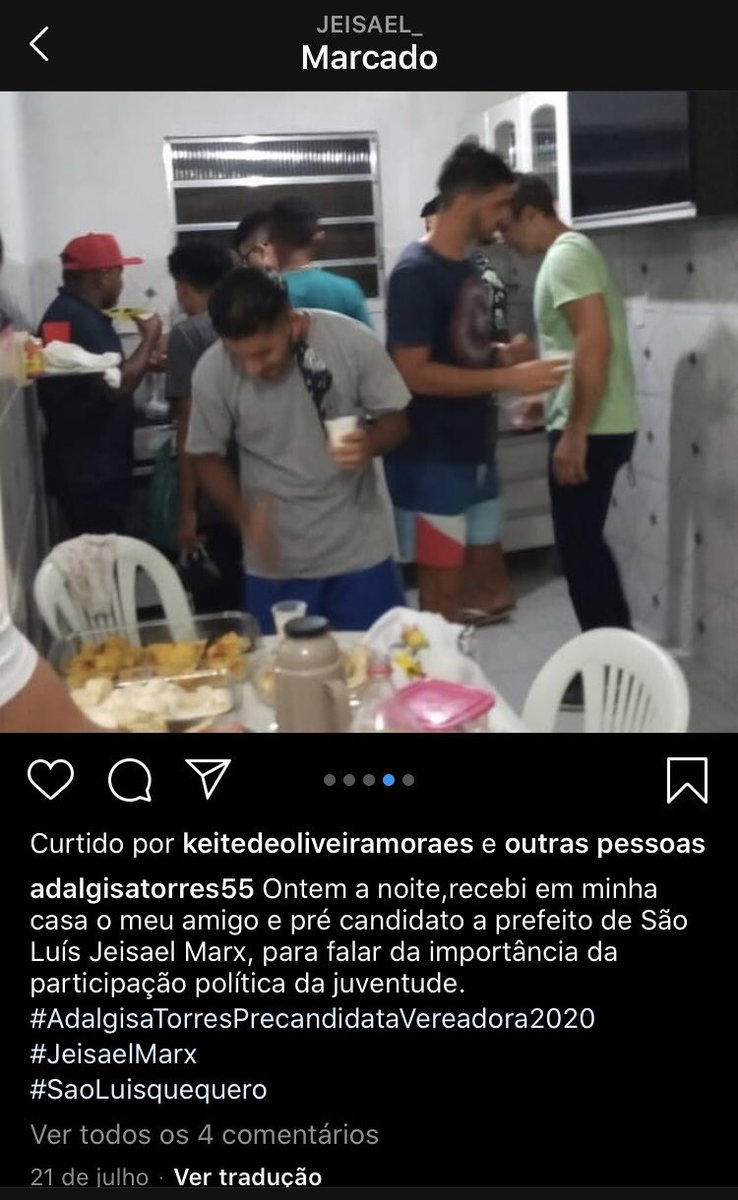 JEISAEL_
Marcado
Curtido por keitedeoliveiramoraes e outras pessoas
adalgisatorres55 Ontem a noite,recebi em minha
casa o meu amigo e pré candidato a prefeito de São
Luís Jeisael Marx, para falar da importância da
participação política da juventude.
#AdalgisaTorresPrecandidataVereadora2020
#JeisaelMarx
#SaoLuisquequero
Ver todos os 4 comentários
21 de julho · Ver tradução